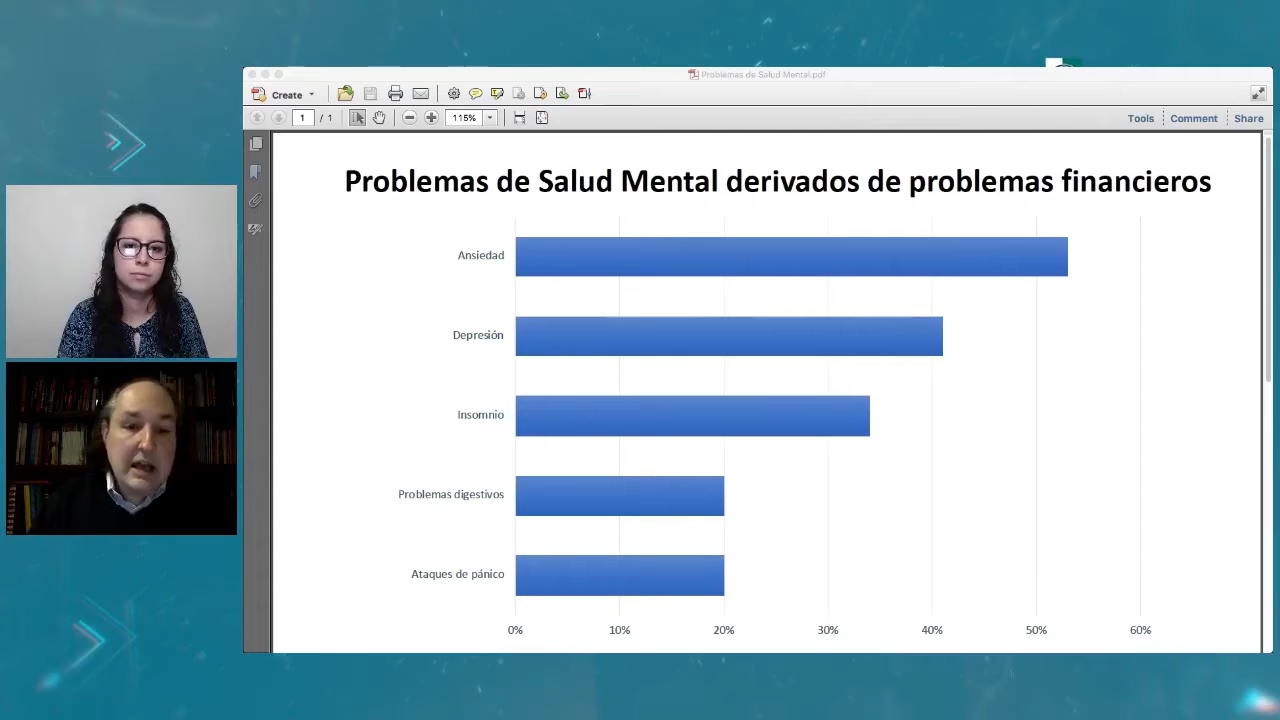 Problemas de Salud Mental.pdf
Create
1 / 1
115%
Tools
Comment
Share
Problemas de Salud Mental derivados de problemas financieros
Ansiedad
Depresión
Insomnio
Problemas digestivos
Ataques de pánico
0% 10% 20% 30% 40% 50% 60%